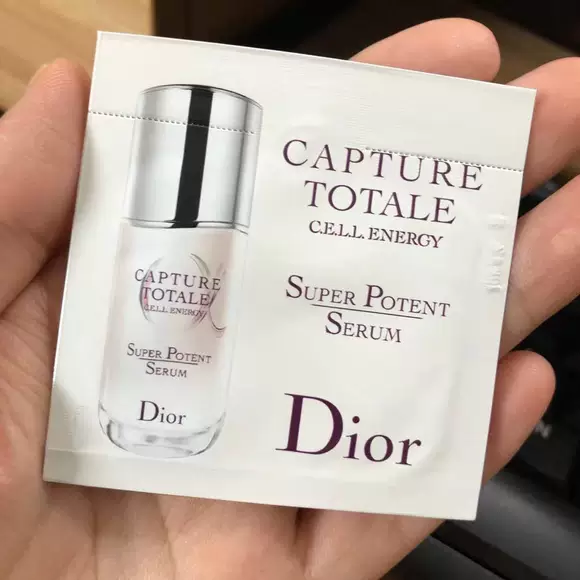 CAPTURE
TOTALE
C.E.L.L. ENERGY
SUPER POTENT
SERUM
Dior
CAPTURE
TOTALE
C.E.L.L. ENERGY
SUPER POTENT
SERUM
Dior